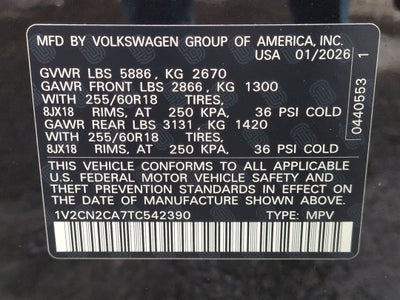 MFD BY VOLKSWAGEN GROUP OF AMERICA, INC.
USA 01/2026
GVWR LBS 5886, KG 2670
GAWR FRONT LBS 2866, KG 1300
WITH 255/60R18 TIRES,
8JX18 RIMS, AT 250 KPA, 36 PSI COLD
GAWR REAR LBS 3131, KG 1420
WITH 255/60R18 TIRES,
8JX18 RIMS, AT 250 KPA, 36 PSI COLD
THIS VEHICLE CONFORMS TO ALL APPLICABLE
U.S. FEDERAL MOTOR VEHICLE SAFETY AND
THEFT PREVENTION STANDARDS IN EFFECT ON
THE DATE OF MANUFACTURE SHOWN ABOVE.
1V2CN2CA7TC542390 TYPE: MPV
0440553 1